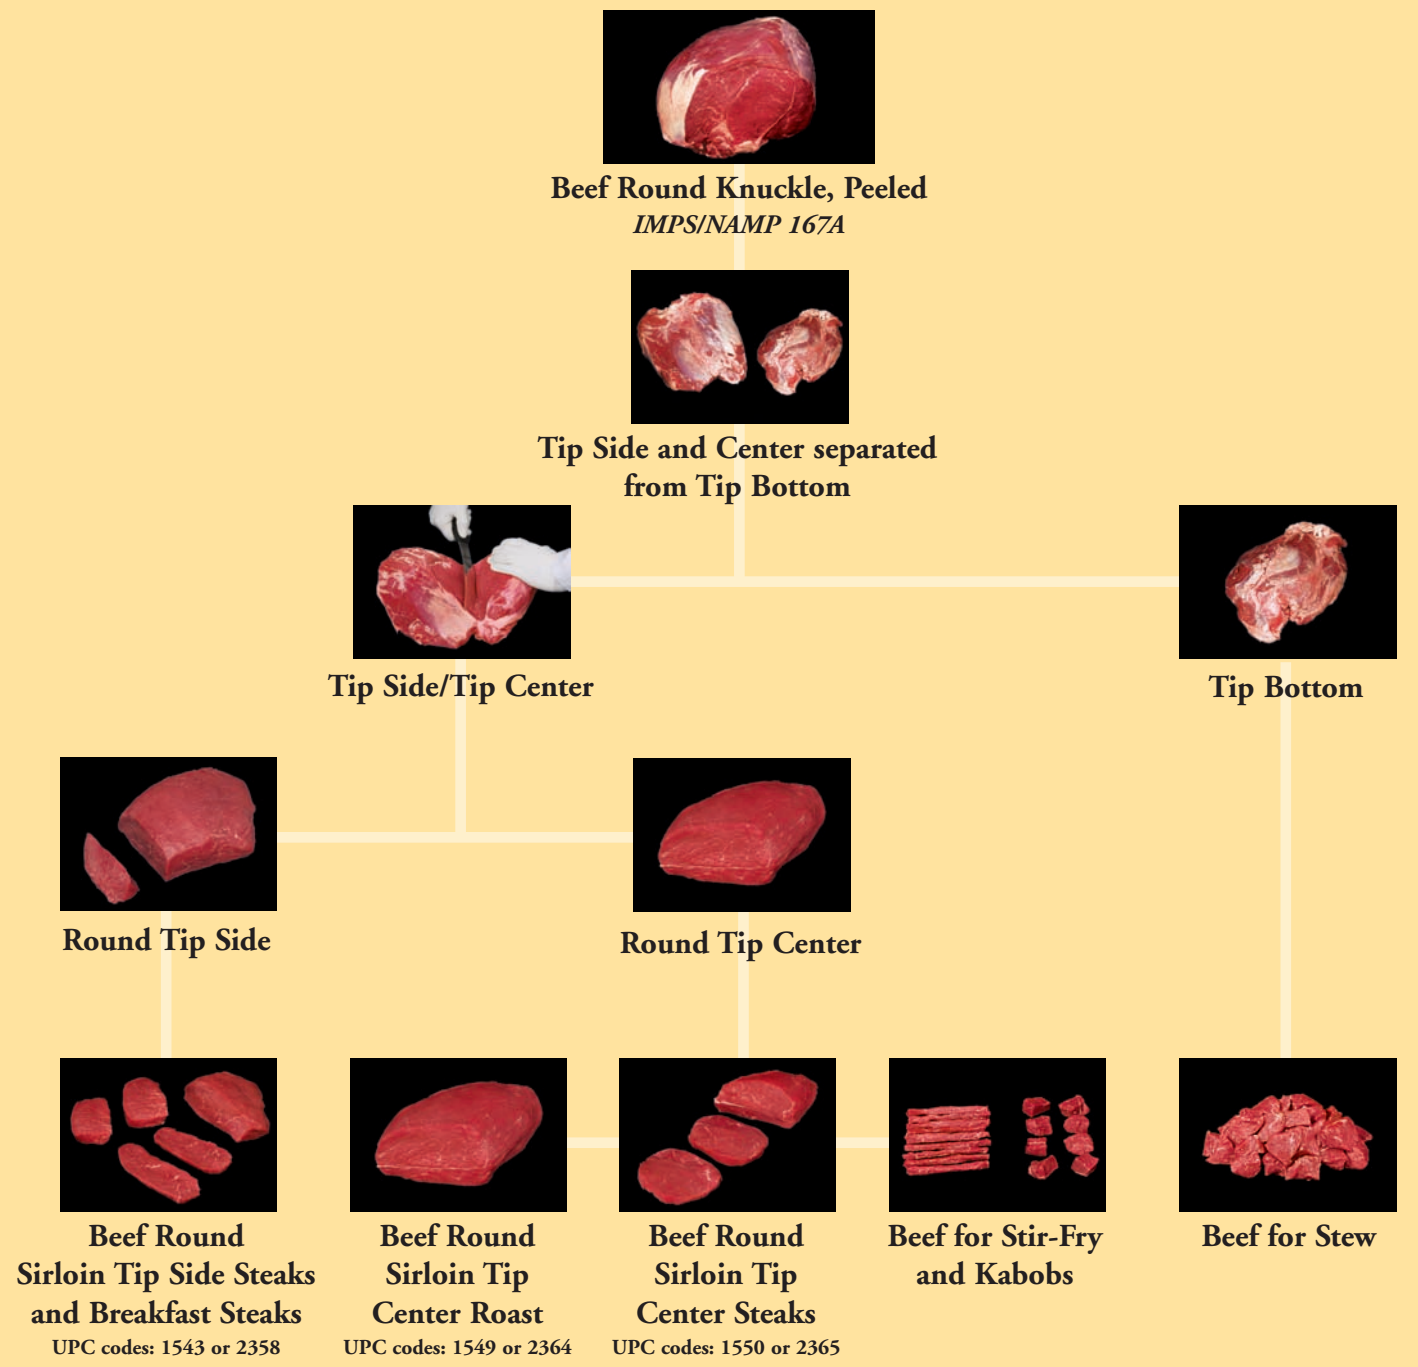 Beef Round Knuckle, Peeled
IMPS/NAMP 167A
Tip Side and Center separated
from Tip Bottom
Tip Side/Tip Center
Tip Bottom
Round Tip Side
Round Tip Center
Beef Round
Sirloin Tip Side Steaks
and Breakfast Steaks
UPC codes: 1543 or 2358
Beef Round
Sirloin Tip
Center Roast
UPC codes: 1549 or 2364
Beef Round
Sirloin Tip
Center Steaks
UPC codes: 1550 or 2365
Beef for Stir-Fry
and Kabobs
Beef for Stew